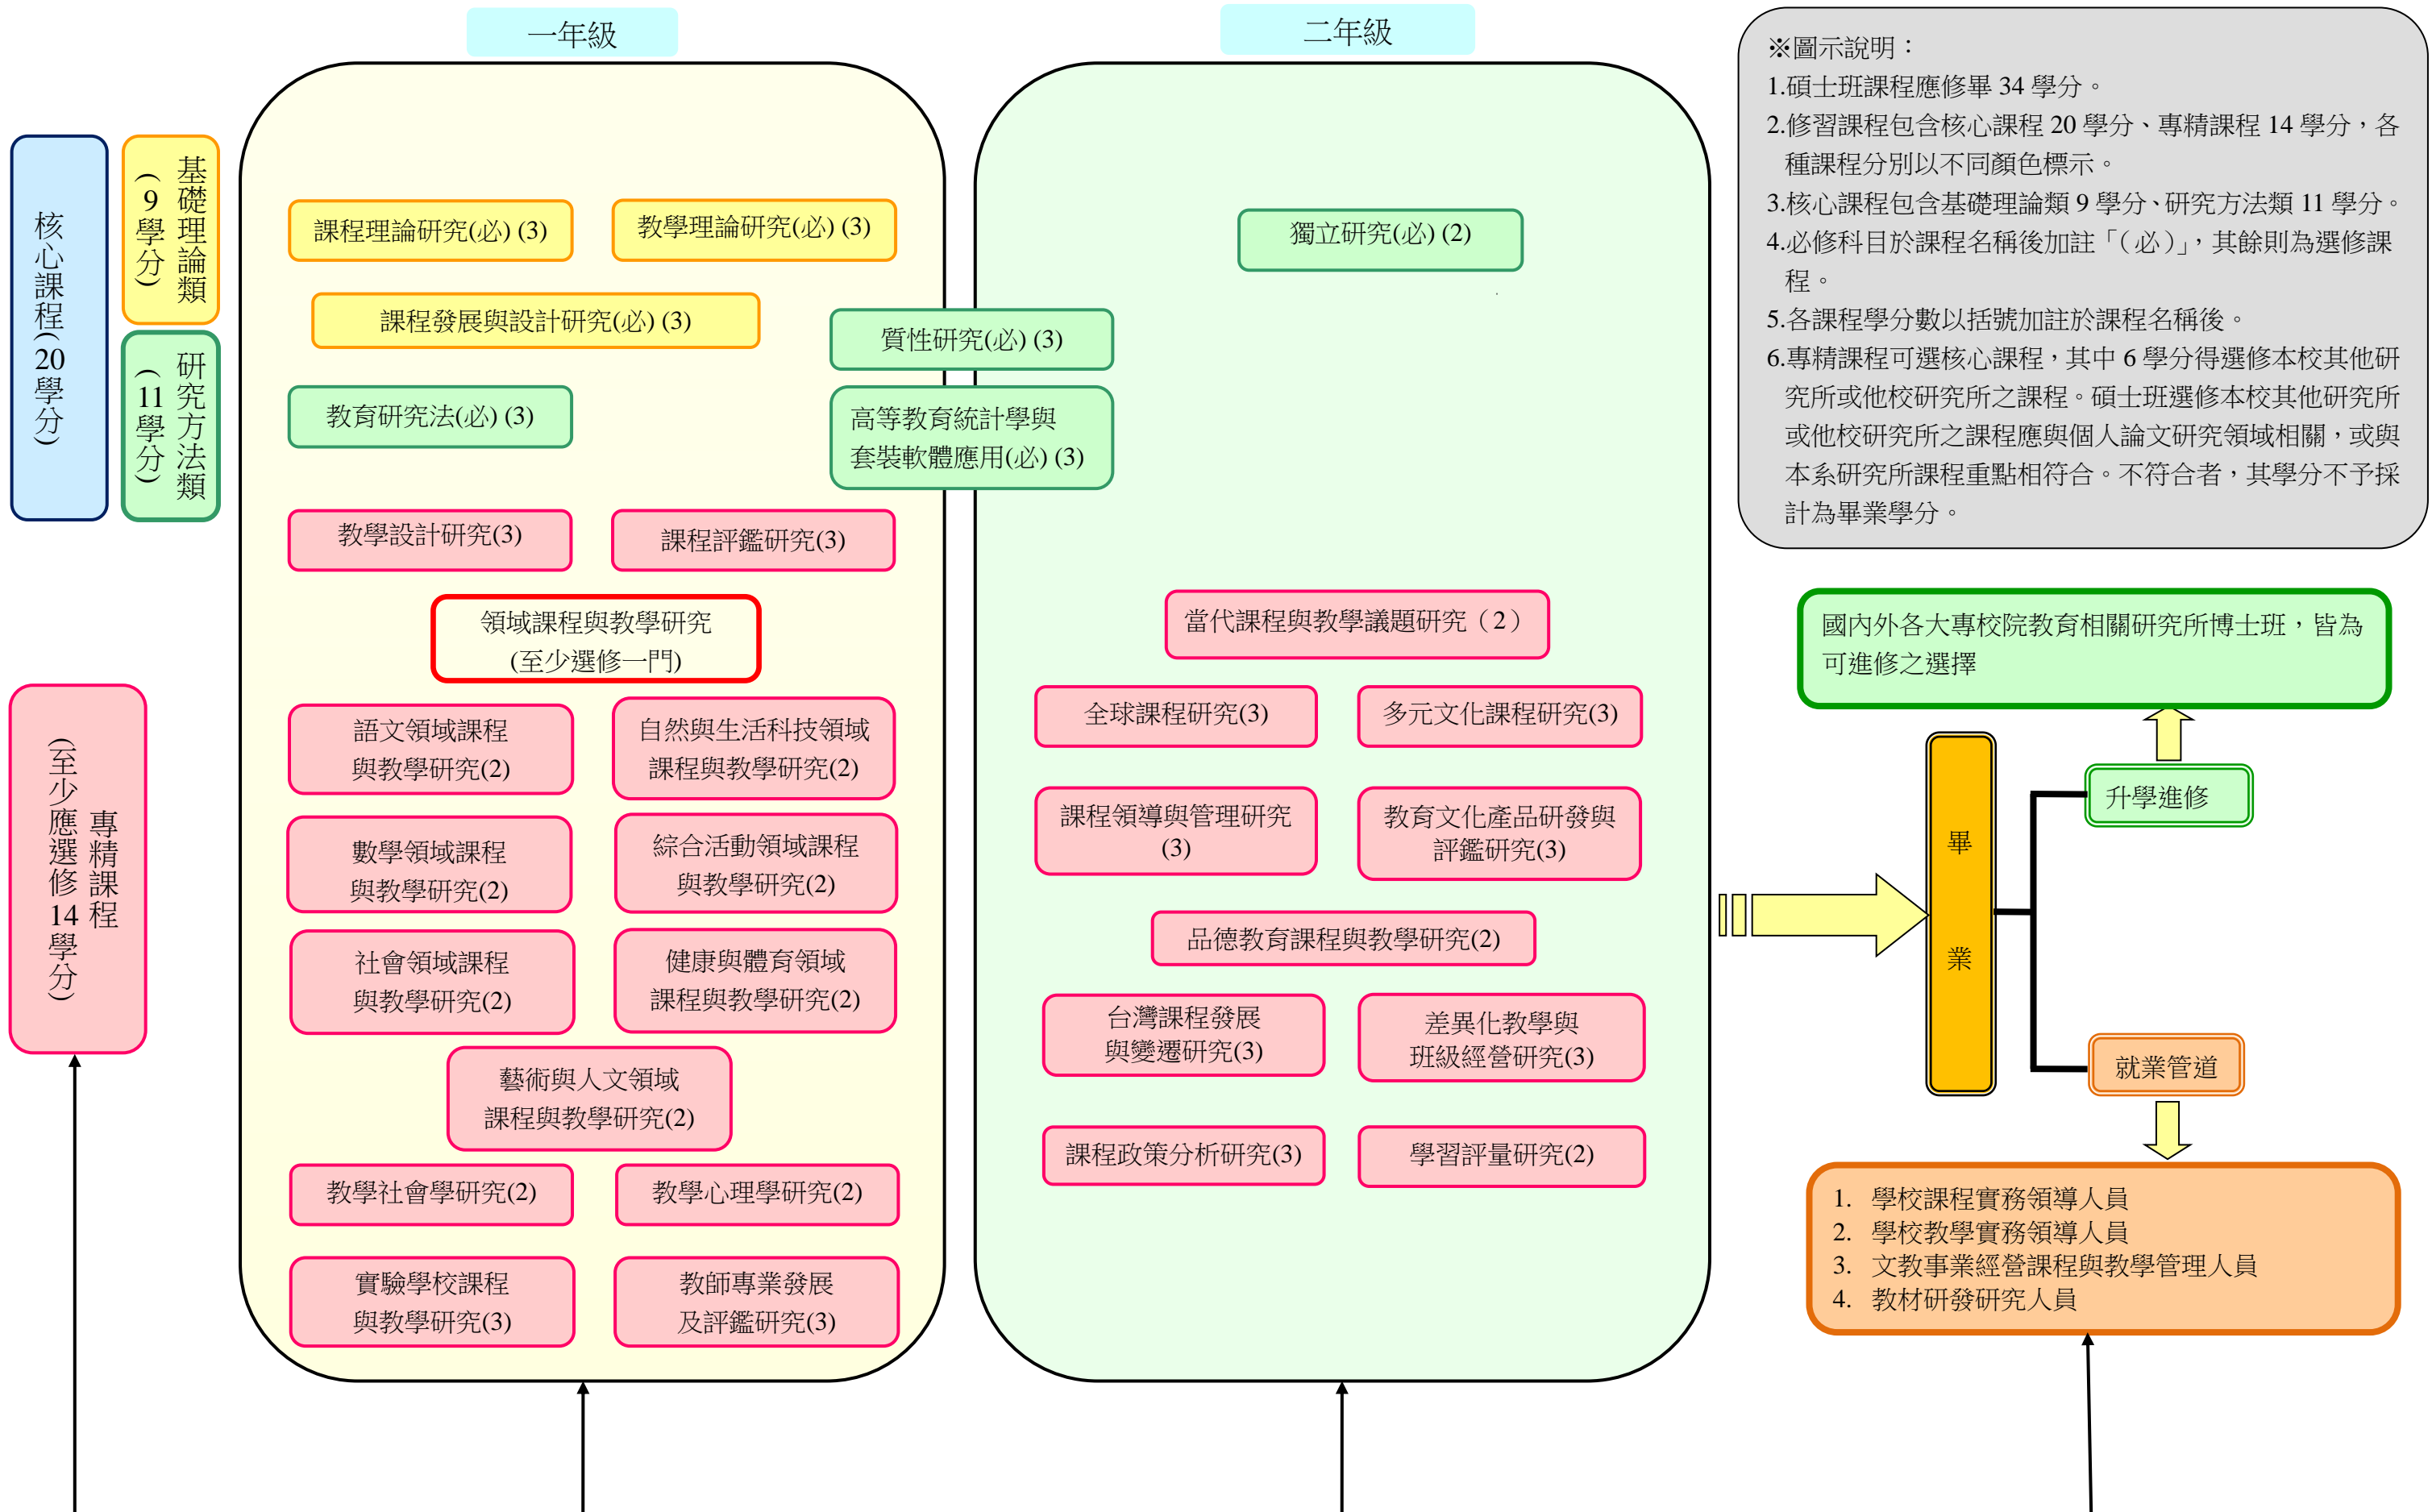 一年級
二年級
※圖示說明：
1.碩士班課程應修畢 34 學分。
2.修習課程包含核心課程 20 學分、專精課程 14 學分，各
種課程分別以不同顏色標示。
3.核心課程包含基礎理論類 9 學分、研究方法類 11 學分。
4.必修科目於課程名稱後加註「（必）」，其餘則為選修課
程。
5.各課程學分數以括號加註於課程名稱後。
6.專精課程可選核心課程，其中 6 學分得選修本校其他研
究所或他校研究所之課程。碩士班選修本校其他研究所
或他校研究所之課程應與個人論文研究領域相關，或與
本系研究所課程重點相符合。不符合者，其學分不予採
計為畢業學分。
核心課程(20 學分)
基礎理論類
(9 學分)
研究方法類
(11 學分)
課程理論研究(必) (3)
教學理論研究(必) (3)
課程發展與設計研究(必) (3)
教育研究法(必) (3)
獨立研究(必) (2)
質性研究(必) (3)
高等教育統計學與
套裝軟體應用(必) (3)
專精課程
(至少應選修 14 學分)
教學設計研究(3)
課程評鑑研究(3)
領域課程與教學研究
(至少選修一門)
語文領域課程
與教學研究(2)
自然與生活科技領域
課程與教學研究(2)
數學領域課程
與教學研究(2)
綜合活動領域課程
與教學研究(2)
社會領域課程
與教學研究(2)
健康與體育領域
課程與教學研究(2)
藝術與人文領域
課程與教學研究(2)
教學社會學研究(2)
教學心理學研究(2)
實驗學校課程
與教學研究(3)
教師專業發展
及評鑑研究(3)
當代課程與教學議題研究（2）
全球課程研究(3)
多元文化課程研究(3)
課程領導與管理研究
(3)
教育文化產品研發與
評鑑研究(3)
品德教育課程與教學研究(2)
台灣課程發展
與變遷研究(3)
差異化教學與
班級經營研究(3)
課程政策分析研究(3)
學習評量研究(2)
畢業
國內外各大專校院教育相關研究所博士班，皆為
可進修之選擇
升學進修
就業管道
1. 學校課程實務領導人員
2. 學校教學實務領導人員
3. 文教事業經營課程與教學管理人員
4. 教材研發研究人員